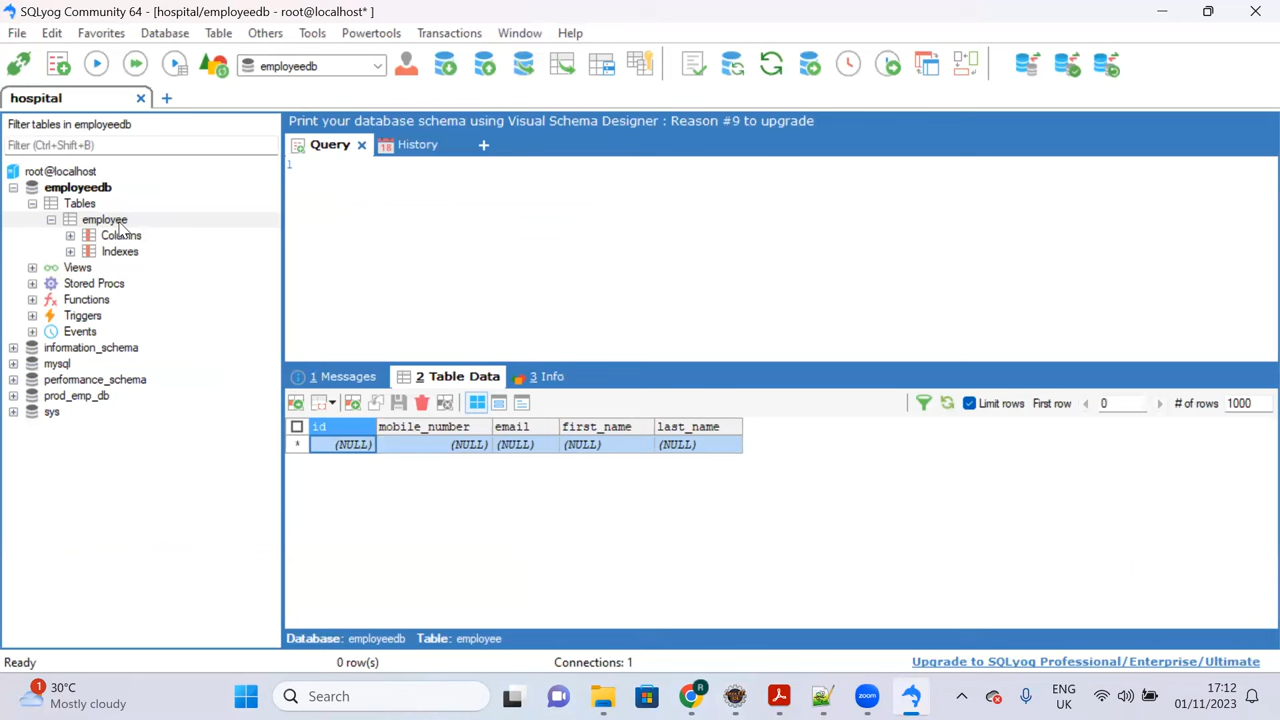 SQLyog Community 64 - [hospital/employeedb - root@localhost* ]
File Edit Favorites Database Table Others Tools Powertools Transactions Window Help
employeedb
hospital
Filter tables in employeedb
Filter (Ctrl+Shift+B)
root@localhost
employeedb
Tables
employee
Columns
Indexes
Views
Stored Procs
Functions
Triggers
Events
information_schema
mysql
performance_schema
prod_emp_db
sys
Print your database schema using Visual Schema Designer : Reason #9 to upgrade
Query 18 History
1
1 Messages 2 Table Data 3 Info
Limit rows First row 0 # of rows 1000
id mobile_number email first_name last_name
* (NULL) (NULL) (NULL) (NULL) (NULL)
Database: employeedb Table: employee
Ready 0 row(s) Connections: 1 Upgrade to SQLyog Professional/Enterprise/Ultimate
1 30°C
Mostly cloudy
Search
R
zoom
ENG
UK
17:12
01/11/2023